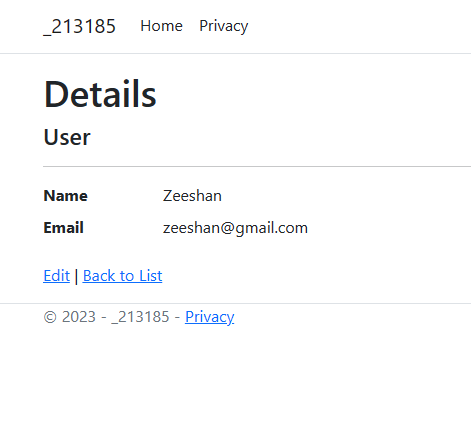 _213185 Home Privacy
Details
User
Name Zeeshan
Email zeeshan@gmail.com
Edit | Back to List
© 2023 - _213185 - Privacy